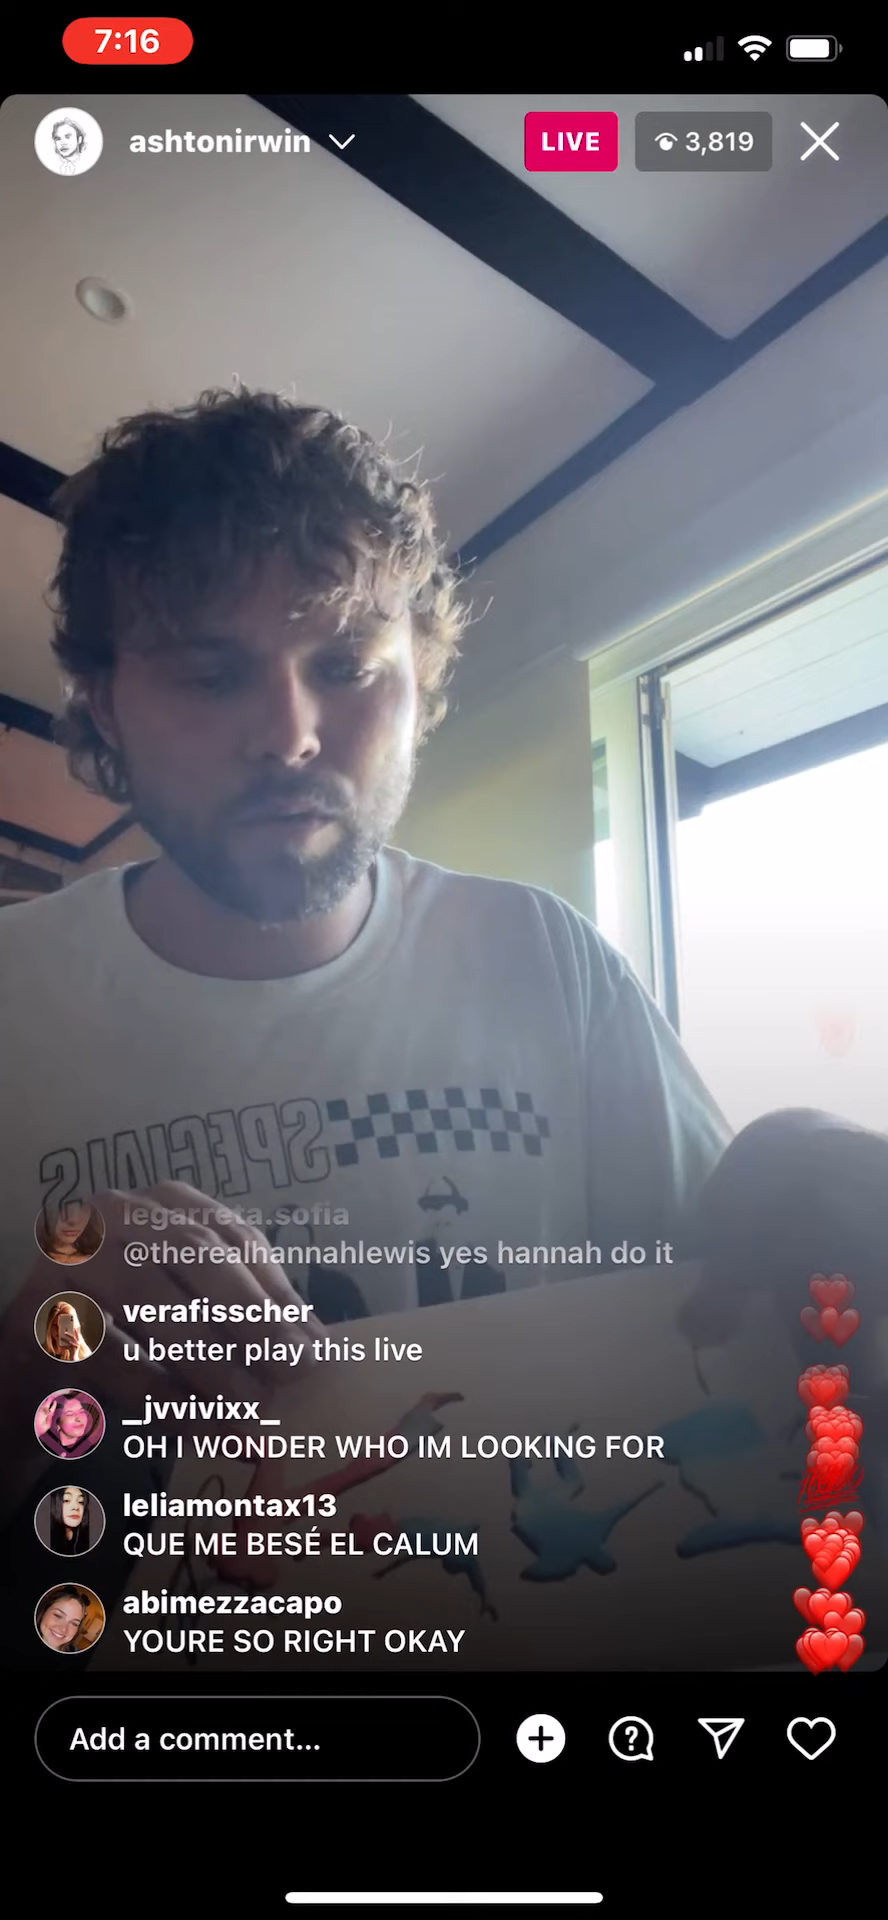 7:16
ashtonirwin
LIVE
3,819
SPECIALS
legarreta.sofia
@therealhannahlewis yes hannah do it
verafisscher
u better play this live
_jvvivixx_
OH I WONDER WHO IM LOOKING FOR
leliamontax13
QUE ME BESÉ EL CALUM
abimezzacapo
YOURE SO RIGHT OKAY
Add a comment...